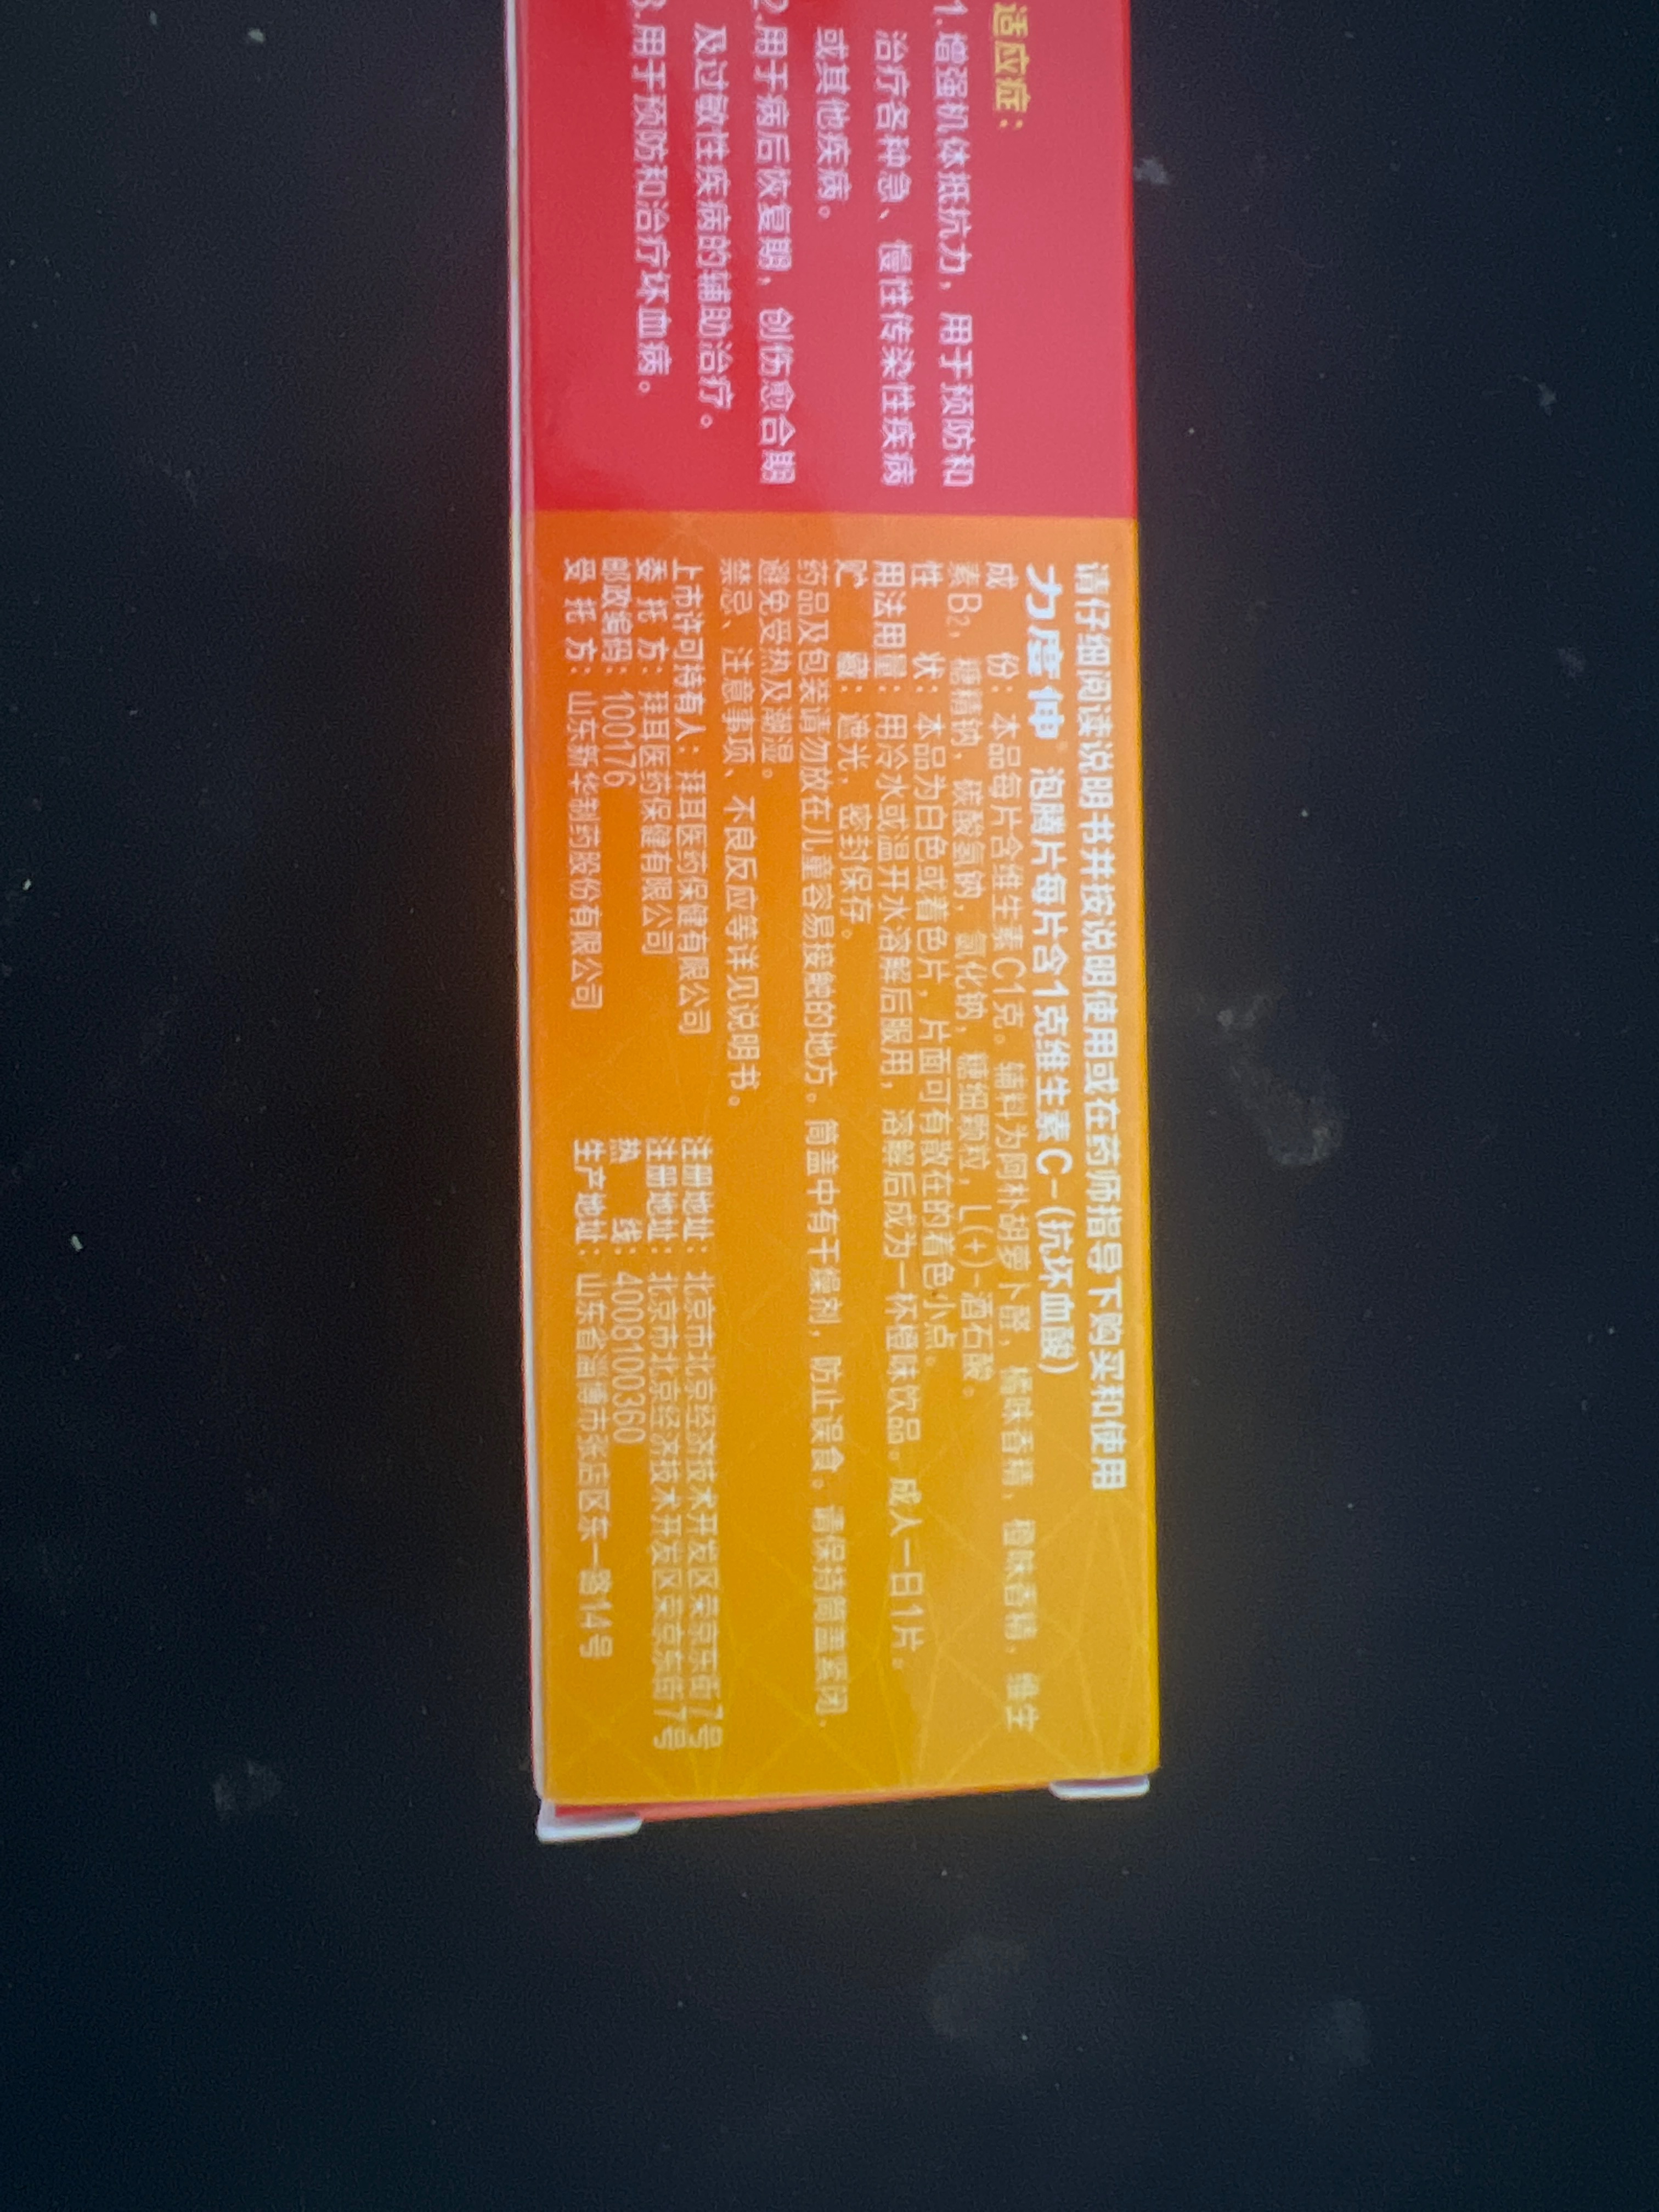 适应症：
1.增强机体抵抗力，用于预防和
治疗各种急、慢性传染性疾病
或其他疾病。
2.用于病后恢复期，创伤愈合期
及过敏性疾病的辅助治疗。
3.用于预防和治疗坏血病。
请仔细阅读说明书并按说明使用或在药师指导下购买和使用
力度伸 泡腾片每片含1克维生素C-(抗坏血酸)
成 份：本品每片含维生素C1克。辅料为阿朴胡萝卜醛，橘味香精，橙味香精，维生
素B₂，糖精钠，碳酸氢钠，氯化钠，糖细颗粒，L(+)-酒石酸。
性 状：本品为白色或着色片，片面可有散在的着色小点。
用法用量：用冷水或温开水溶解后服用，溶解后成为一杯橙味饮品。成人一日1片。
贮 藏：遮光，密封保存。
药品及包装请勿放在儿童容易接触的地方。筒盖中有干燥剂，防止误食。请保持筒盖紧闭，
避免受热及潮湿。
禁忌、注意事项、不良反应等详见说明书。
上市许可持有人：拜耳医药保健有限公司 注册地址：北京市北京经济技术开发区荣京东街7号
委 托 方：拜耳医药保健有限公司 注册地址：北京市北京经济技术开发区荣京东街7号
邮政编码：100176 热 线：4008100360
受 托 方：山东新华制药股份有限公司 生产地址：山东省淄博市张店区东一路14号